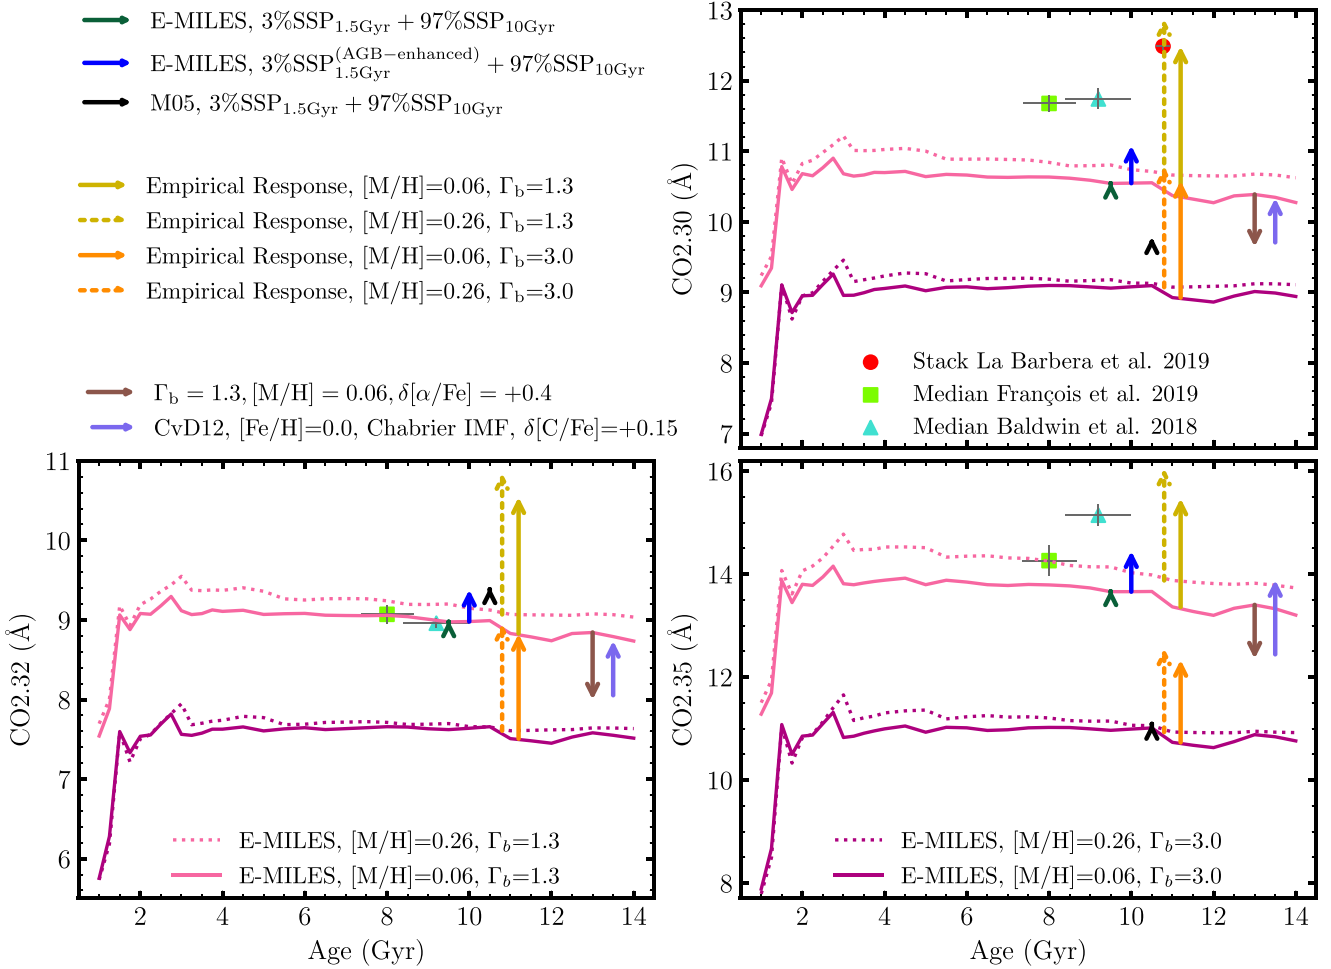 E-MILES, 3%SSP1.5Gyr + 97%SSP10Gyr
E-MILES, 3%SSP1.5Gyr(AGB−enhanced) + 97%SSP10Gyr
M05, 3%SSP1.5Gyr + 97%SSP10Gyr
Empirical Response, [M/H]=0.06, Γb=1.3
Empirical Response, [M/H]=0.26, Γb=1.3
Empirical Response, [M/H]=0.06, Γb=3.0
Empirical Response, [M/H]=0.26, Γb=3.0
Γb = 1.3, [M/H] = 0.06, δ[α/Fe] = +0.4
CvD12, [Fe/H]=0.0, Chabrier IMF, δ[C/Fe]=+0.15
13
12
11
10
9
8
7
CO2.30 (Å)
Stack La Barbera et al. 2019
Median François et al. 2019
Median Baldwin et al. 2018
11
10
9
8
7
6
CO2.32 (Å)
E-MILES, [M/H]=0.26, Γb=1.3
E-MILES, [M/H]=0.06, Γb=1.3
2 4 6 8 10 12 14
Age (Gyr)
16
14
12
10
8
CO2.35 (Å)
E-MILES, [M/H]=0.26, Γb=3.0
E-MILES, [M/H]=0.06, Γb=3.0
2 4 6 8 10 12 14
Age (Gyr)